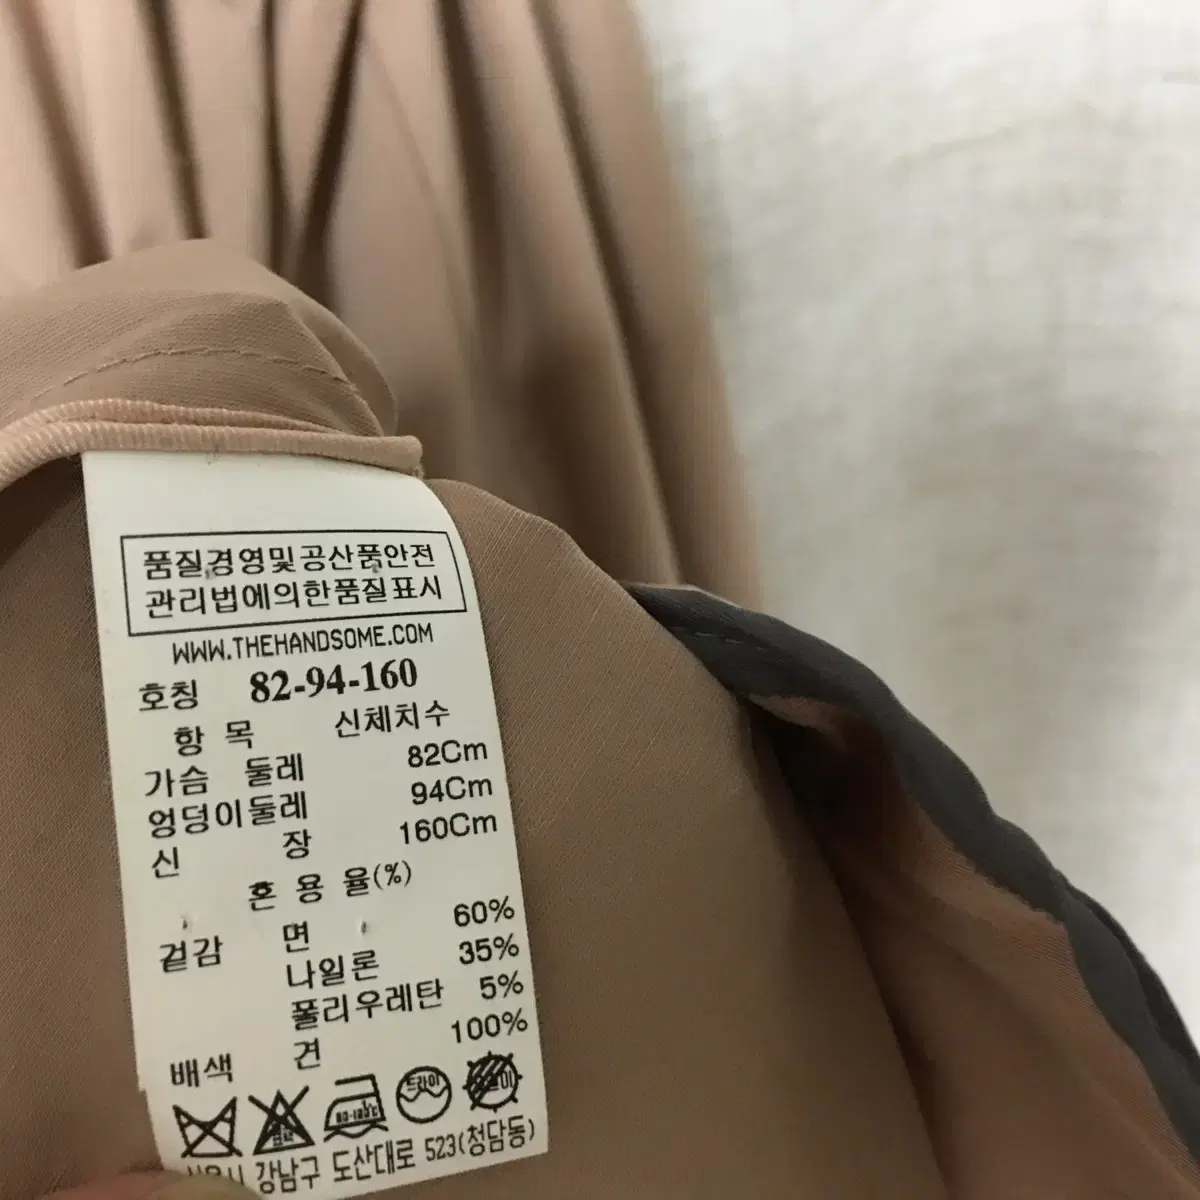 품질경영및공산품안전
관리법에의한품질표시
WWW.THEHANDSOME.COM
호칭 82-94-160
항 목 신체치수
가슴 둘레 82Cm
엉덩이둘레 94Cm
신 장 160Cm
혼 용 율(%)
겉감 면 60%
나일론 35%
폴리우레탄 5%
배색 견 100%
드라이
강남구 도산대로 523(청담동)